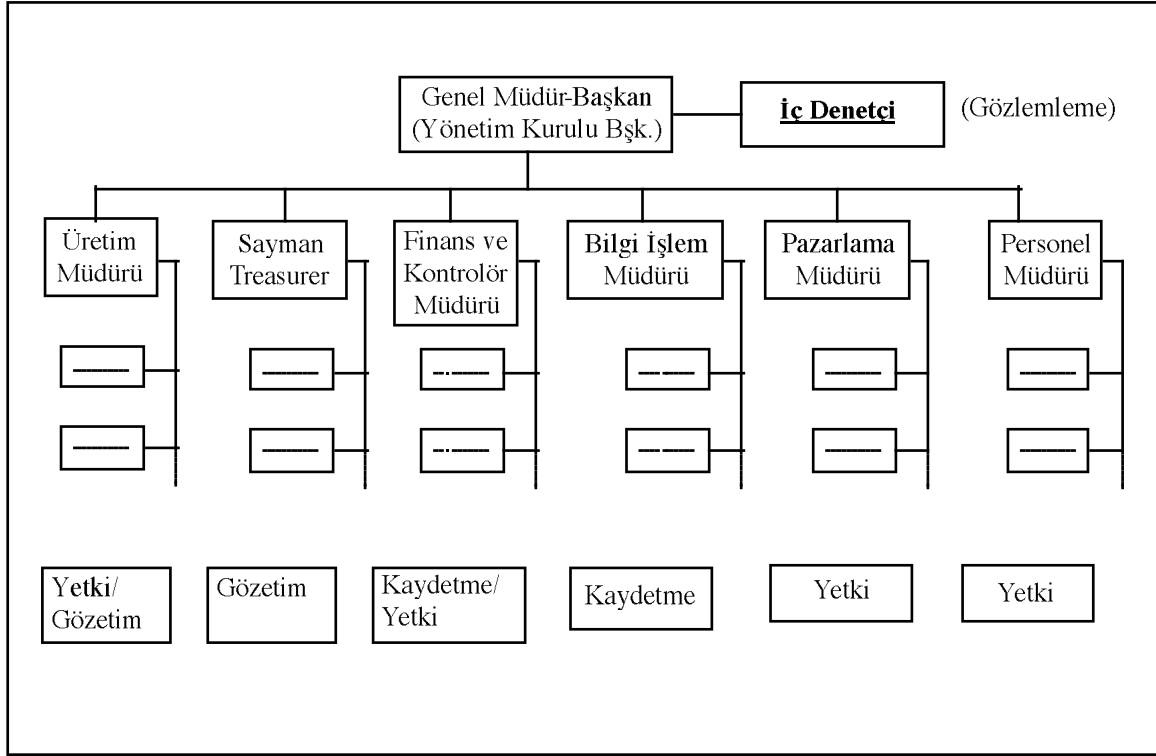 Genel Müdür-Başkan
(Yönetim Kurulu Bşk.)
İç Denetçi
(Gözlemleme)
Üretim
Müdürü
Sayman
Treasurer
Finans ve
Kontrolör
Müdürü
Bilgi İşlem
Müdürü
Pazarlama
Müdürü
Personel
Müdürü
Yetki/
Gözetim
Gözetim
Kaydetme/
Yetki
Kaydetme
Yetki
Yetki